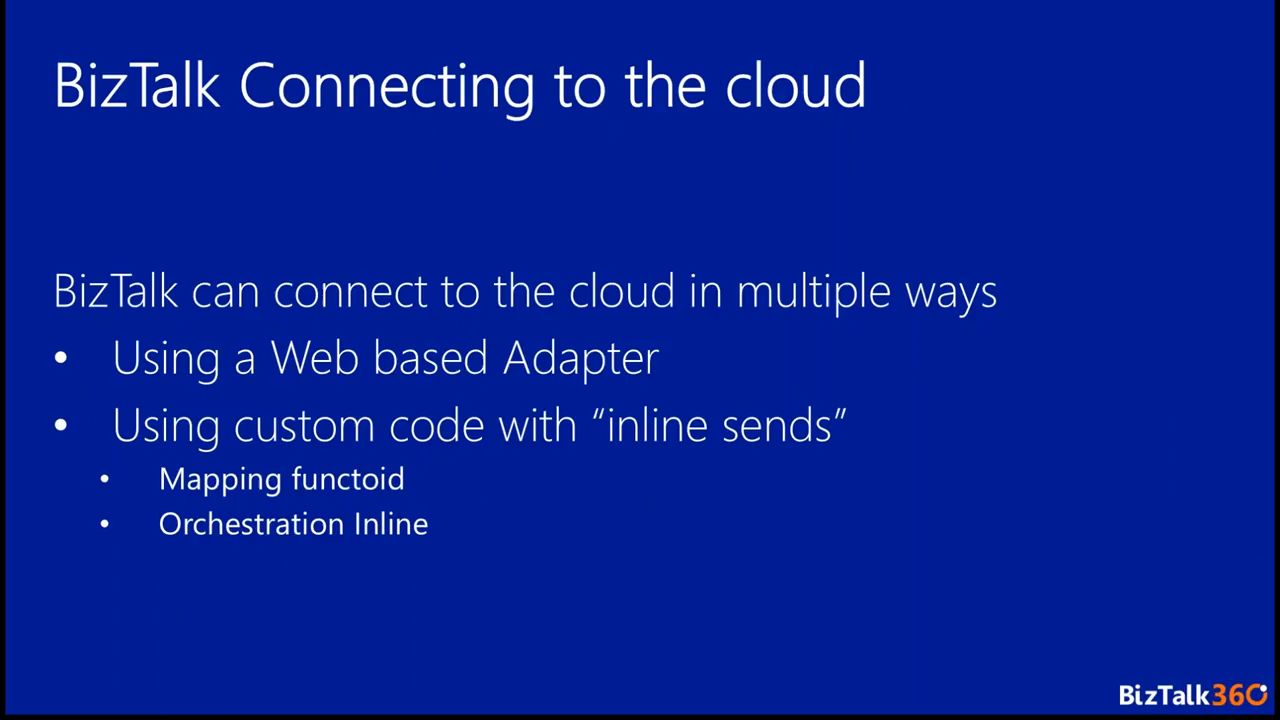 BizTalk Connecting to the cloud
BizTalk can connect to the cloud in multiple ways
• Using a Web based Adapter
• Using custom code with “inline sends”
• Mapping functoid
• Orchestration Inline
BizTalk360